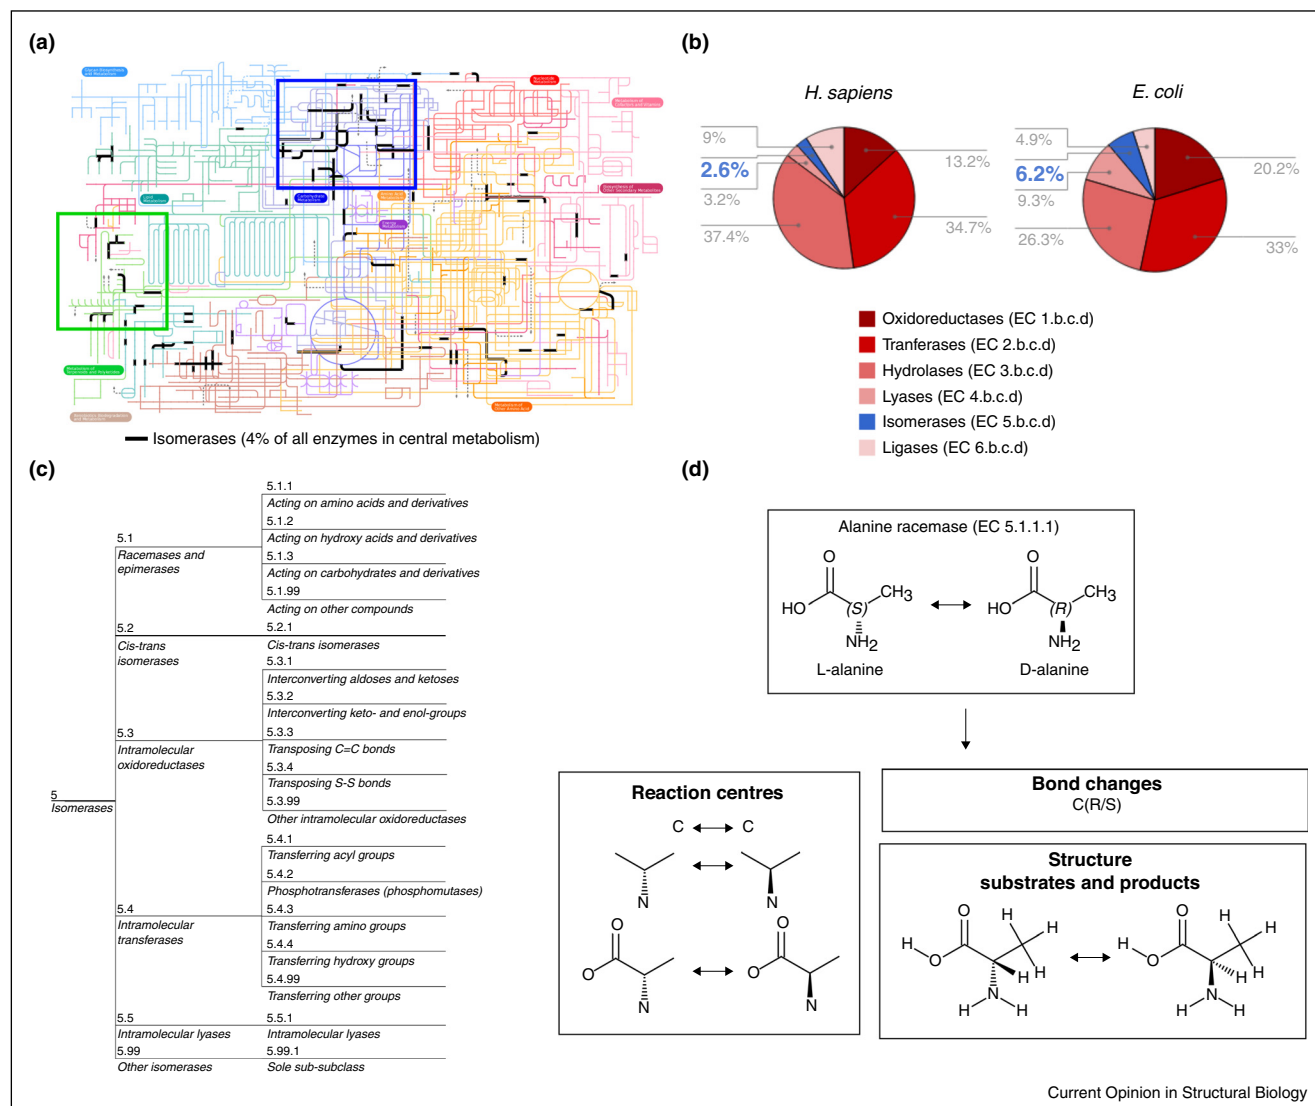 (a)
Nucleotide
Metabolism
Lipid
Metabolism
Carbohydrate
Metabolism
Energy
Metabolism
Isomerases (4% of all enzymes in central metabolism)
(b)
H. sapiens
E. coli
9%
2.6%
3.2%
37.4%
13.2%
34.7%
4.9%
6.2%
9.3%
26.3%
20.2%
33%
Oxidoreductases (EC 1.b.c.d)
Tranferases (EC 2.b.c.d)
Hydrolases (EC 3.b.c.d)
Lyases (EC 4.b.c.d)
Isomerases (EC 5.b.c.d)
Ligases (EC 6.b.c.d)
(c)
5
Isomerases
5.1
Racemases and
epimerases
5.1.1
Acting on amino acids and derivatives
5.1.2
Acting on hydroxy acids and derivatives
5.1.3
Acting on carbohydrates and derivatives
5.1.99
Acting on other compounds
5.2
Cis-trans
isomerases
5.2.1
Cis-trans isomerases
5.3
Intramolecular
oxidoreductases
5.3.1
Interconverting aldoses and ketoses
5.3.2
Interconverting keto- and enol-groups
5.3.3
Transposing C=C bonds
5.3.4
Transposing S-S bonds
5.3.99
Other intramolecular oxidoreductases
5.4
Intramolecular
transferases
5.4.1
Transferring acyl groups
5.4.2
Phosphotransferases (phosphomutases)
5.4.3
Transferring amino groups
5.4.4
Transferring hydroxy groups
5.4.99
Transferring other groups
5.5
Intramolecular lyases
5.5.1
Intramolecular lyases
5.99
Other isomerases
5.99.1
Sole sub-subclass
(d)
Alanine racemase (EC 5.1.1.1)
O
HO
(S)
CH3
NH2
L-alanine
O
HO
(R)
CH3
NH2
D-alanine
Reaction centres
C C
N N
O O
O O
N N
Bond changes
C(R/S)
Structure
substrates and products
O H H
H O H H
N
H H
O H H
H O H H
N
H H
Current Opinion in Structural Biology